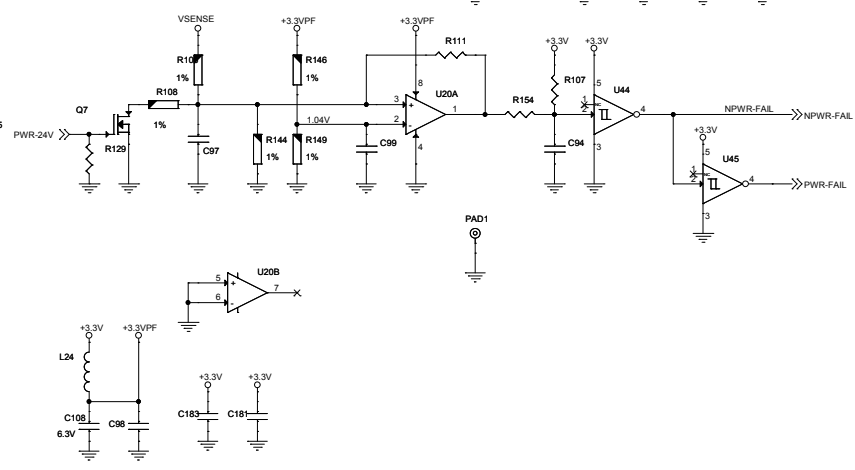 VSENSE
+3.3VPF
+3.3VPF
R111
+3.3V
+3.3V
R146
1%
1%
8
5
Q7
R108
U20A
R107
U44
3
1
R154
1
NC
2
4
NPWR-FAIL
NPWR-FAIL
1.04V
2
PWR-24V
1%
R129
C97
R144
1%
R149
1%
C99
4
C94
3
+3.3V
5
U45
1
NC
2
4
PWR-FAIL
3
PAD1
U20B
5
6
7
+3.3V
+3.3VPF
L24
+3.3V
+3.3V
C108
6.3V
C98
C183
C181